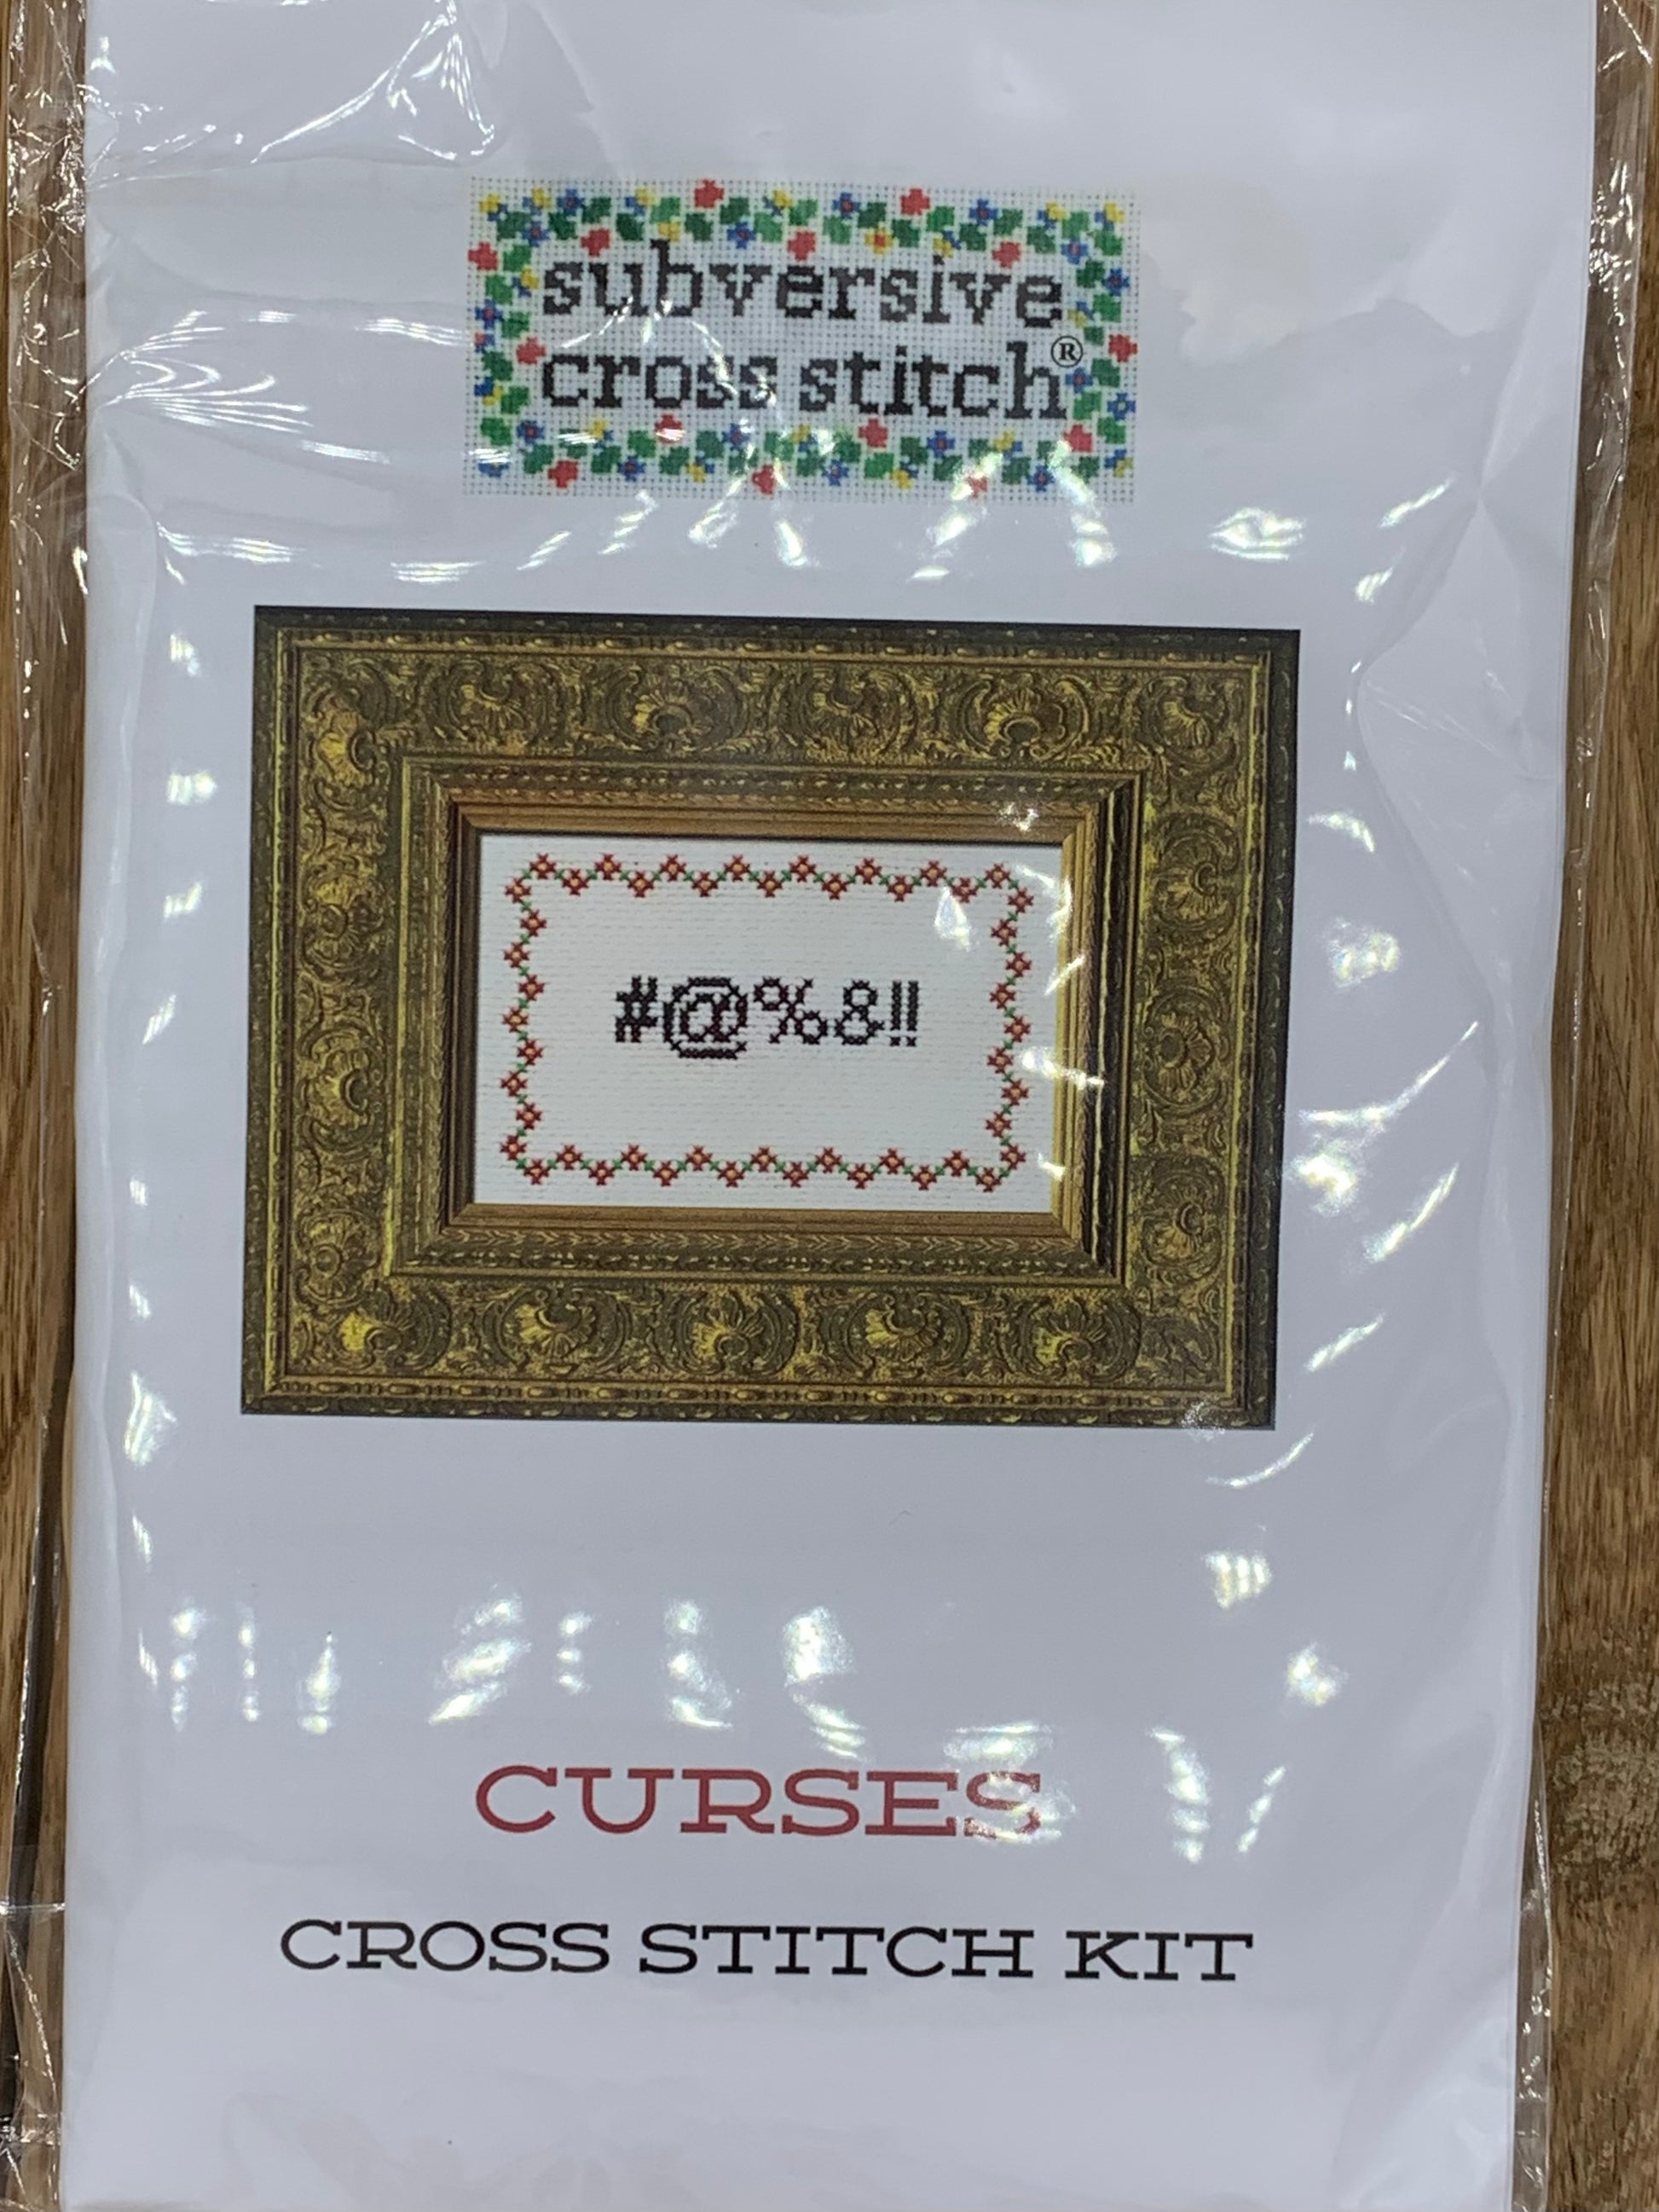 subversive
cross stitch®
#@%&!!
CURSES
CROSS STITCH KIT